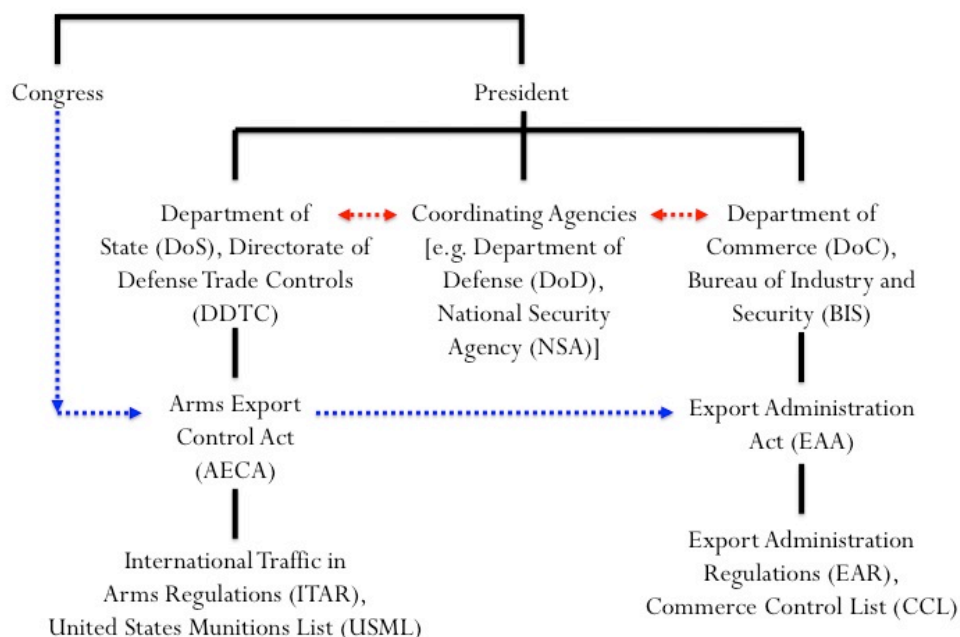 Congress
President
Department of
State (DoS), Directorate of
Defense Trade Controls
(DDTC)
Coordinating Agencies
[e.g. Department of
Defense (DoD),
National Security
Agency (NSA)]
Department of
Commerce (DoC),
Bureau of Industry and
Security (BIS)
Arms Export
Control Act
(AECA)
Export Administration
Act (EAA)
International Traffic in
Arms Regulations (ITAR),
United States Munitions List (USML)
Export Administration
Regulations (EAR),
Commerce Control List (CCL)